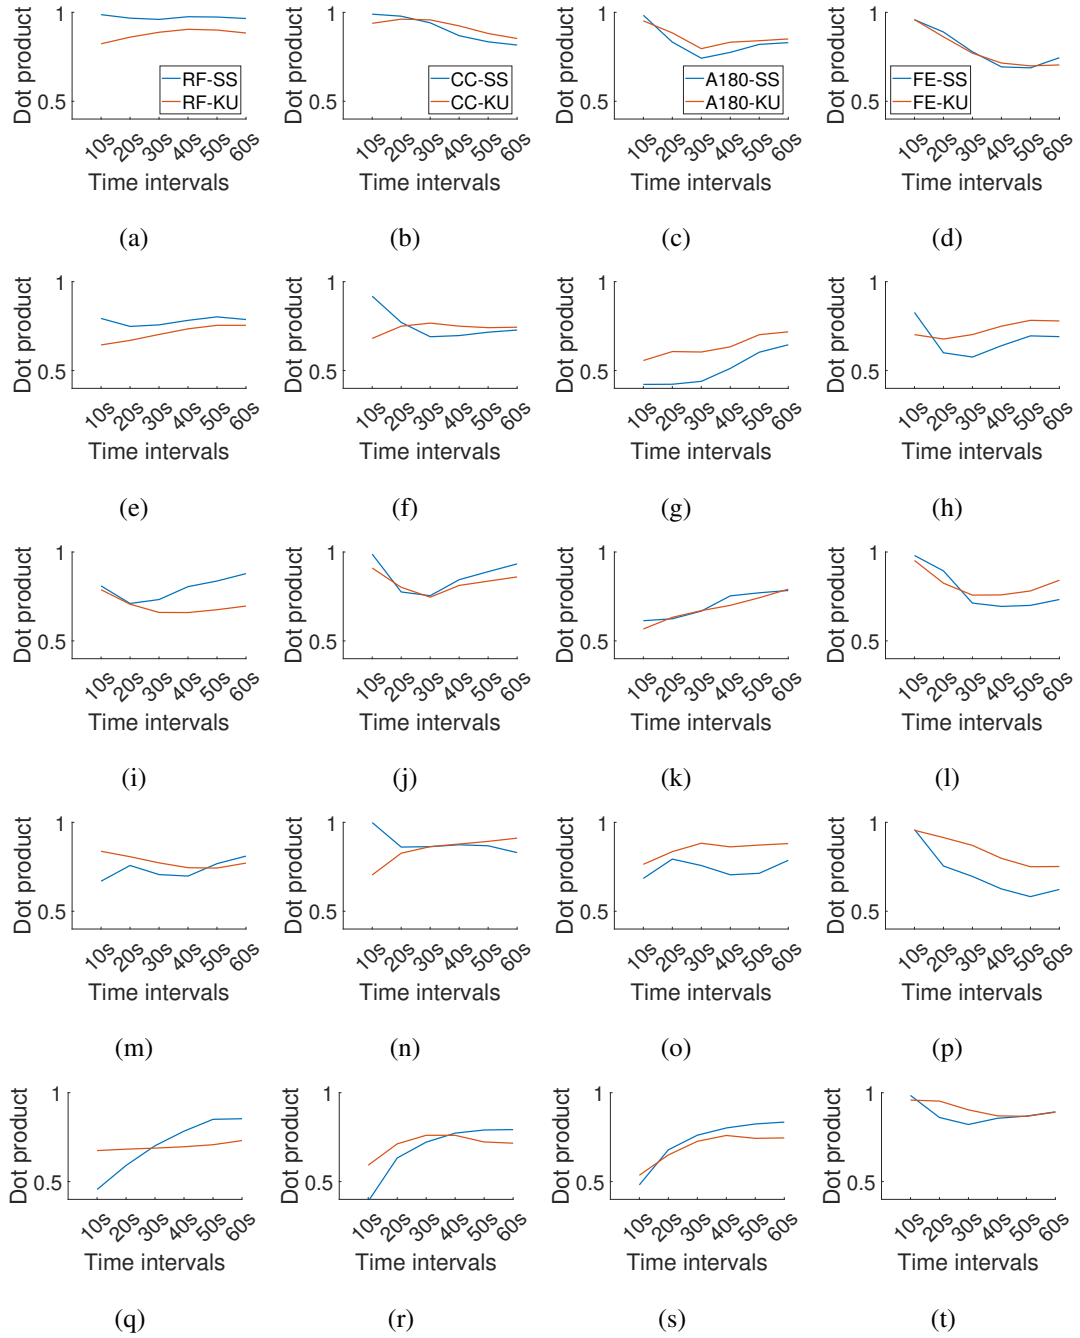 1
0.5
Dot product
RF-SS
RF-KU
10s 20s 30s 40s 50s 60s
Time intervals
(a)
1
0.5
Dot product
CC-SS
CC-KU
10s 20s 30s 40s 50s 60s
Time intervals
(b)
1
0.5
Dot product
A180-SS
A180-KU
10s 20s 30s 40s 50s 60s
Time intervals
(c)
1
0.5
Dot product
FE-SS
FE-KU
10s 20s 30s 40s 50s 60s
Time intervals
(d)
1
0.5
Dot product
10s 20s 30s 40s 50s 60s
Time intervals
(e)
1
0.5
Dot product
10s 20s 30s 40s 50s 60s
Time intervals
(f)
1
0.5
Dot product
10s 20s 30s 40s 50s 60s
Time intervals
(g)
1
0.5
Dot product
10s 20s 30s 40s 50s 60s
Time intervals
(h)
1
0.5
Dot product
10s 20s 30s 40s 50s 60s
Time intervals
(i)
1
0.5
Dot product
10s 20s 30s 40s 50s 60s
Time intervals
(j)
1
0.5
Dot product
10s 20s 30s 40s 50s 60s
Time intervals
(k)
1
0.5
Dot product
10s 20s 30s 40s 50s 60s
Time intervals
(l)
1
0.5
Dot product
10s 20s 30s 40s 50s 60s
Time intervals
(m)
1
0.5
Dot product
10s 20s 30s 40s 50s 60s
Time intervals
(n)
1
0.5
Dot product
10s 20s 30s 40s 50s 60s
Time intervals
(o)
1
0.5
Dot product
10s 20s 30s 40s 50s 60s
Time intervals
(p)
1
0.5
Dot product
10s 20s 30s 40s 50s 60s
Time intervals
(q)
1
0.5
Dot product
10s 20s 30s 40s 50s 60s
Time intervals
(r)
1
0.5
Dot product
10s 20s 30s 40s 50s 60s
Time intervals
(s)
1
0.5
Dot product
10s 20s 30s 40s 50s 60s
Time intervals
(t)